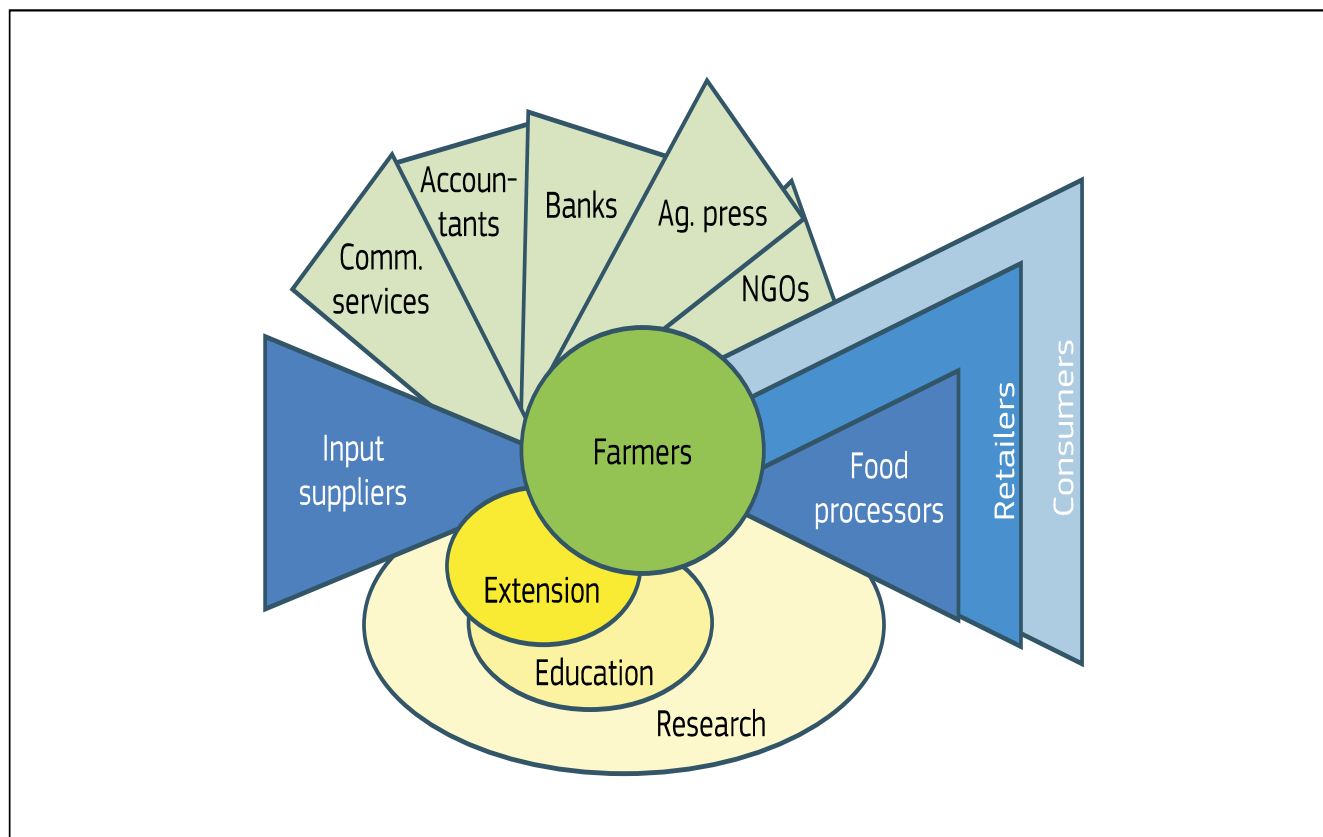 Accoun-
tants
Banks
Ag. press
Comm.
services
NGOs
Input
suppliers
Farmers
Food
processors
Retailers
Consumers
Extension
Education
Research